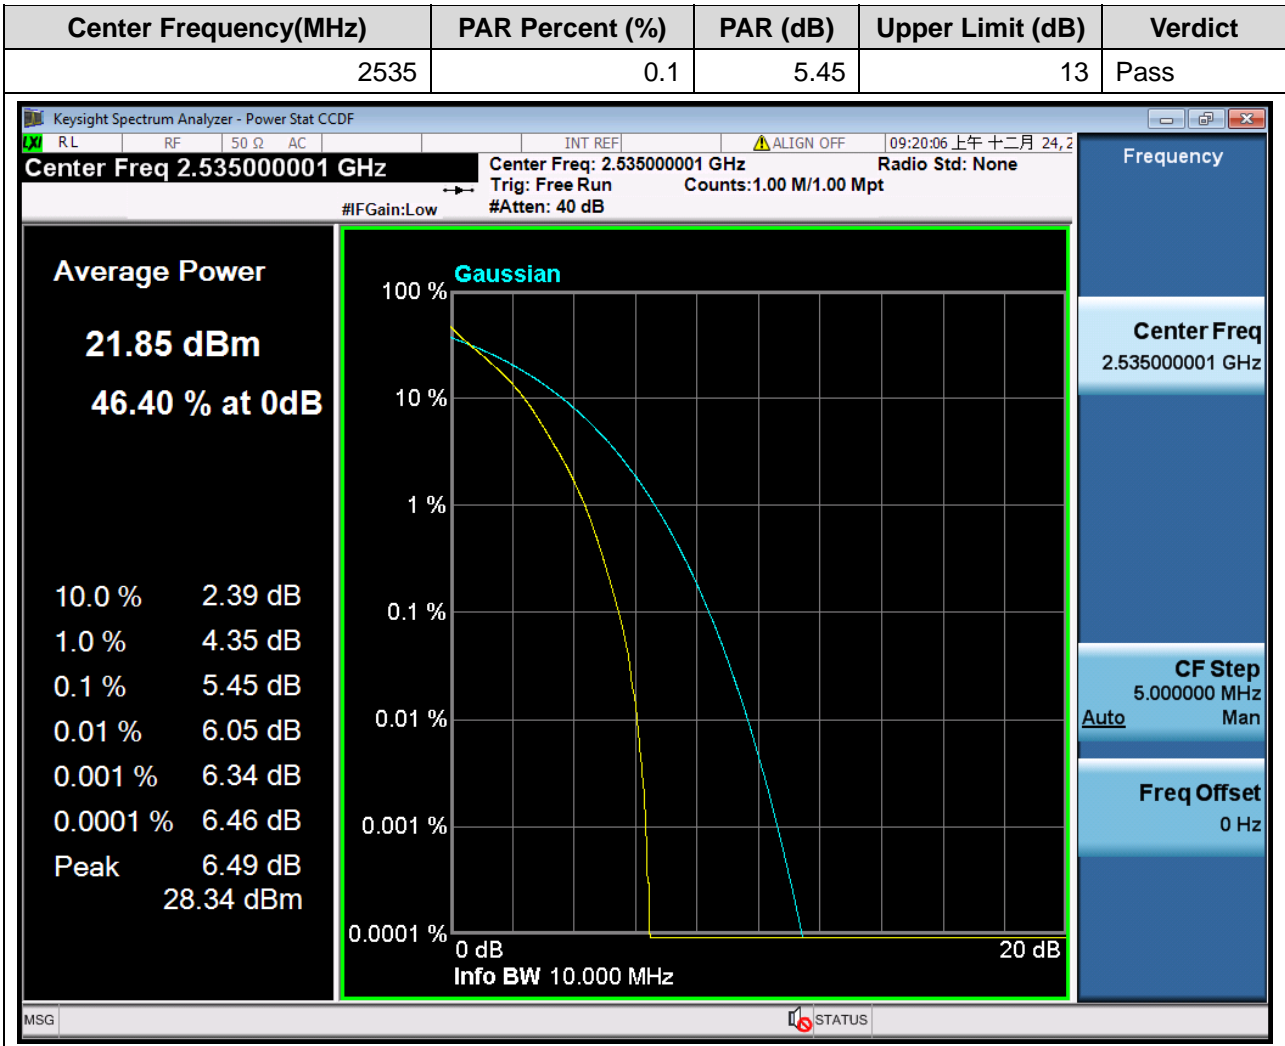 Center Frequency(MHz) PAR Percent (%) PAR (dB) Upper Limit (dB) Verdict
2535 0.1 5.45 13 Pass
Keysight Spectrum Analyzer - Power Stat CCDF
LXI RL RF 50 Ω AC INT REF ALIGN OFF 09:20:06 上午 十二月 24, 2
Center Freq 2.535000001 GHz
Center Freq: 2.535000001 GHz Radio Std: None
Trig: Free Run Counts:1.00 M/1.00 Mpt
#IFGain:Low #Atten: 40 dB
Frequency
Average Power
21.85 dBm
46.40 % at 0dB
10.0 % 2.39 dB
1.0 % 4.35 dB
0.1 % 5.45 dB
0.01 % 6.05 dB
0.001 % 6.34 dB
0.0001 % 6.46 dB
Peak 6.49 dB
28.34 dBm
Gaussian
100 %
10 %
1 %
0.1 %
0.01 %
0.001 %
0.0001 %
0 dB 20 dB
Info BW 10.000 MHz
Center Freq
2.535000001 GHz
CF Step
5.000000 MHz
Auto Man
Freq Offset
0 Hz
MSG STATUS